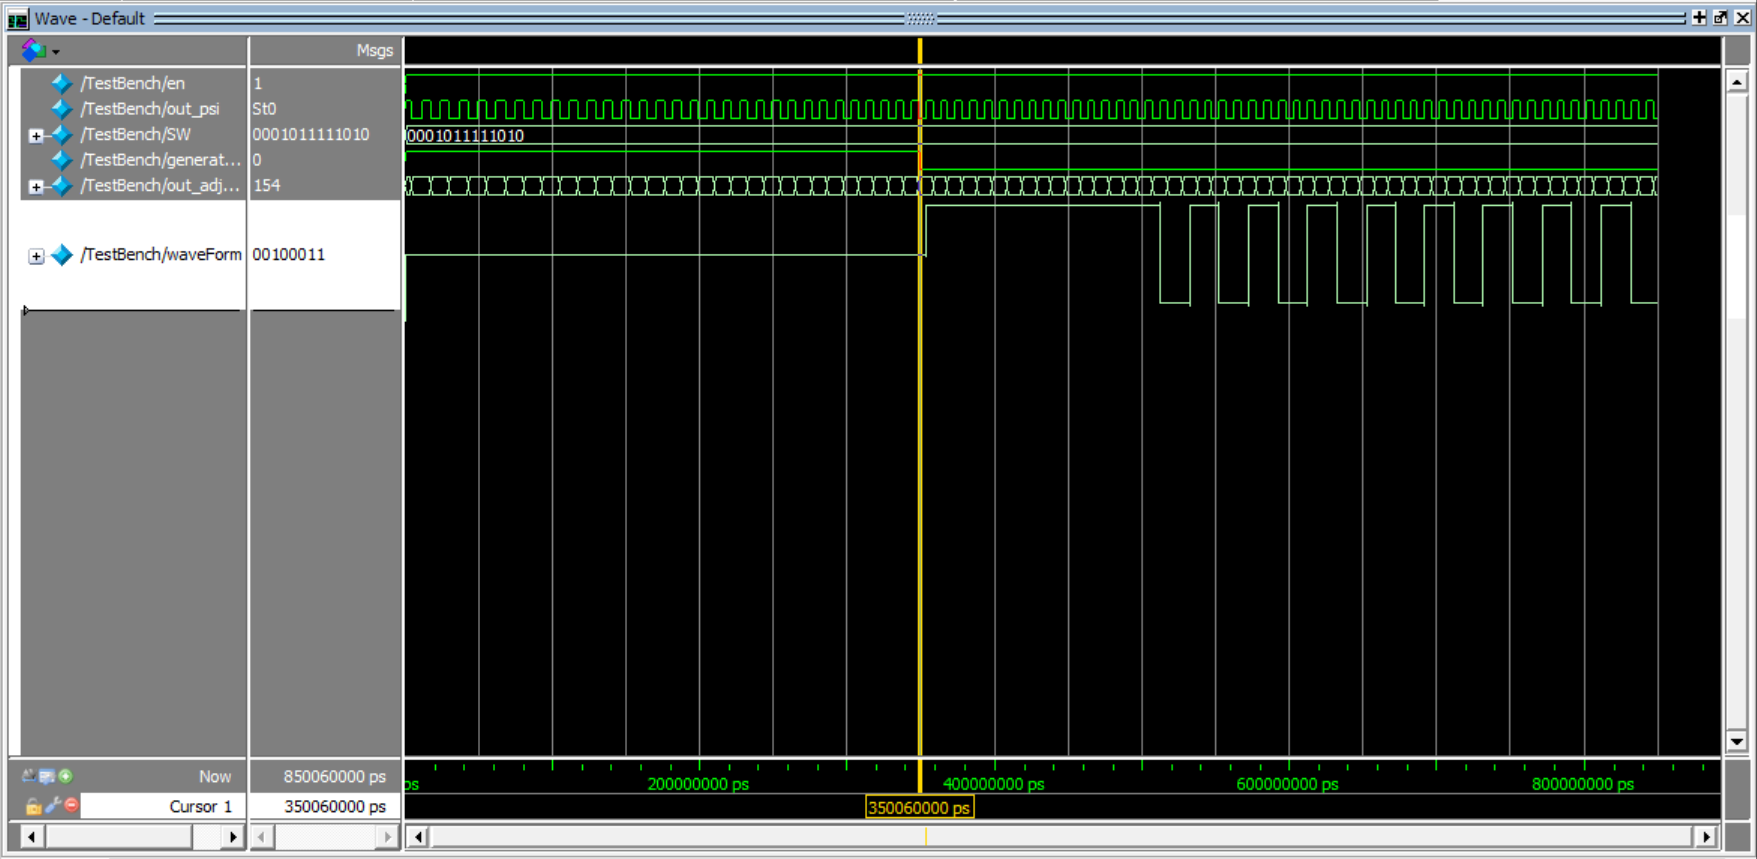 Wave - Default
Msgs
/TestBench/en 1
/TestBench/out_psi St0
/TestBench/SW 0001011111010 0001011111010
/TestBench/generat... 0
/TestBench/out_adj... 154
/TestBench/waveForm 00100011
Now 850060000 ps ps 200000000 ps 400000000 ps 600000000 ps 800000000 ps
Cursor 1 350060000 ps 350060000 ps